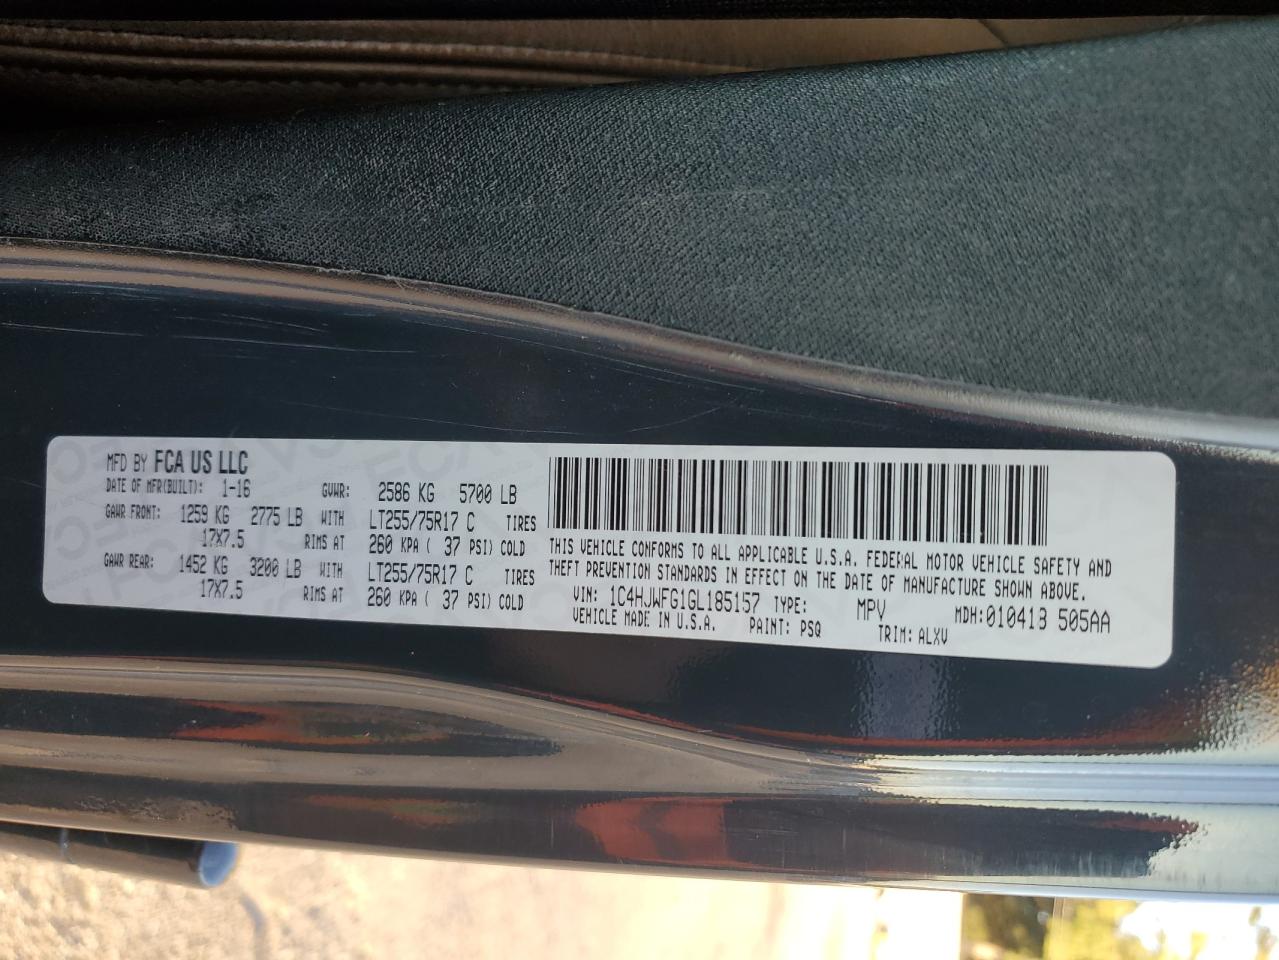 MFD BY FCA US LLC
DATE OF MFR(BUILT): 1-16 GVWR: 2586 KG 5700 LB
GAWR FRONT: 1259 KG 2775 LB WITH LT255/75R17 C TIRES
17X7.5 RIMS AT 260 KPA ( 37 PSI) COLD
GAWR REAR: 1452 KG 3200 LB WITH LT255/75R17 C TIRES
17X7.5 RIMS AT 260 KPA ( 37 PSI) COLD
THIS VEHICLE CONFORMS TO ALL APPLICABLE U.S.A. FEDERAL MOTOR VEHICLE SAFETY AND
THEFT PREVENTION STANDARDS IN EFFECT ON THE DATE OF MANUFACTURE SHOWN ABOVE.
VIN: 1C4HJWFG1GL185157 TYPE: MPV MDH:010413 505AA
VEHICLE MADE IN U.S.A. PAINT: PSQ TRIM: ALXV